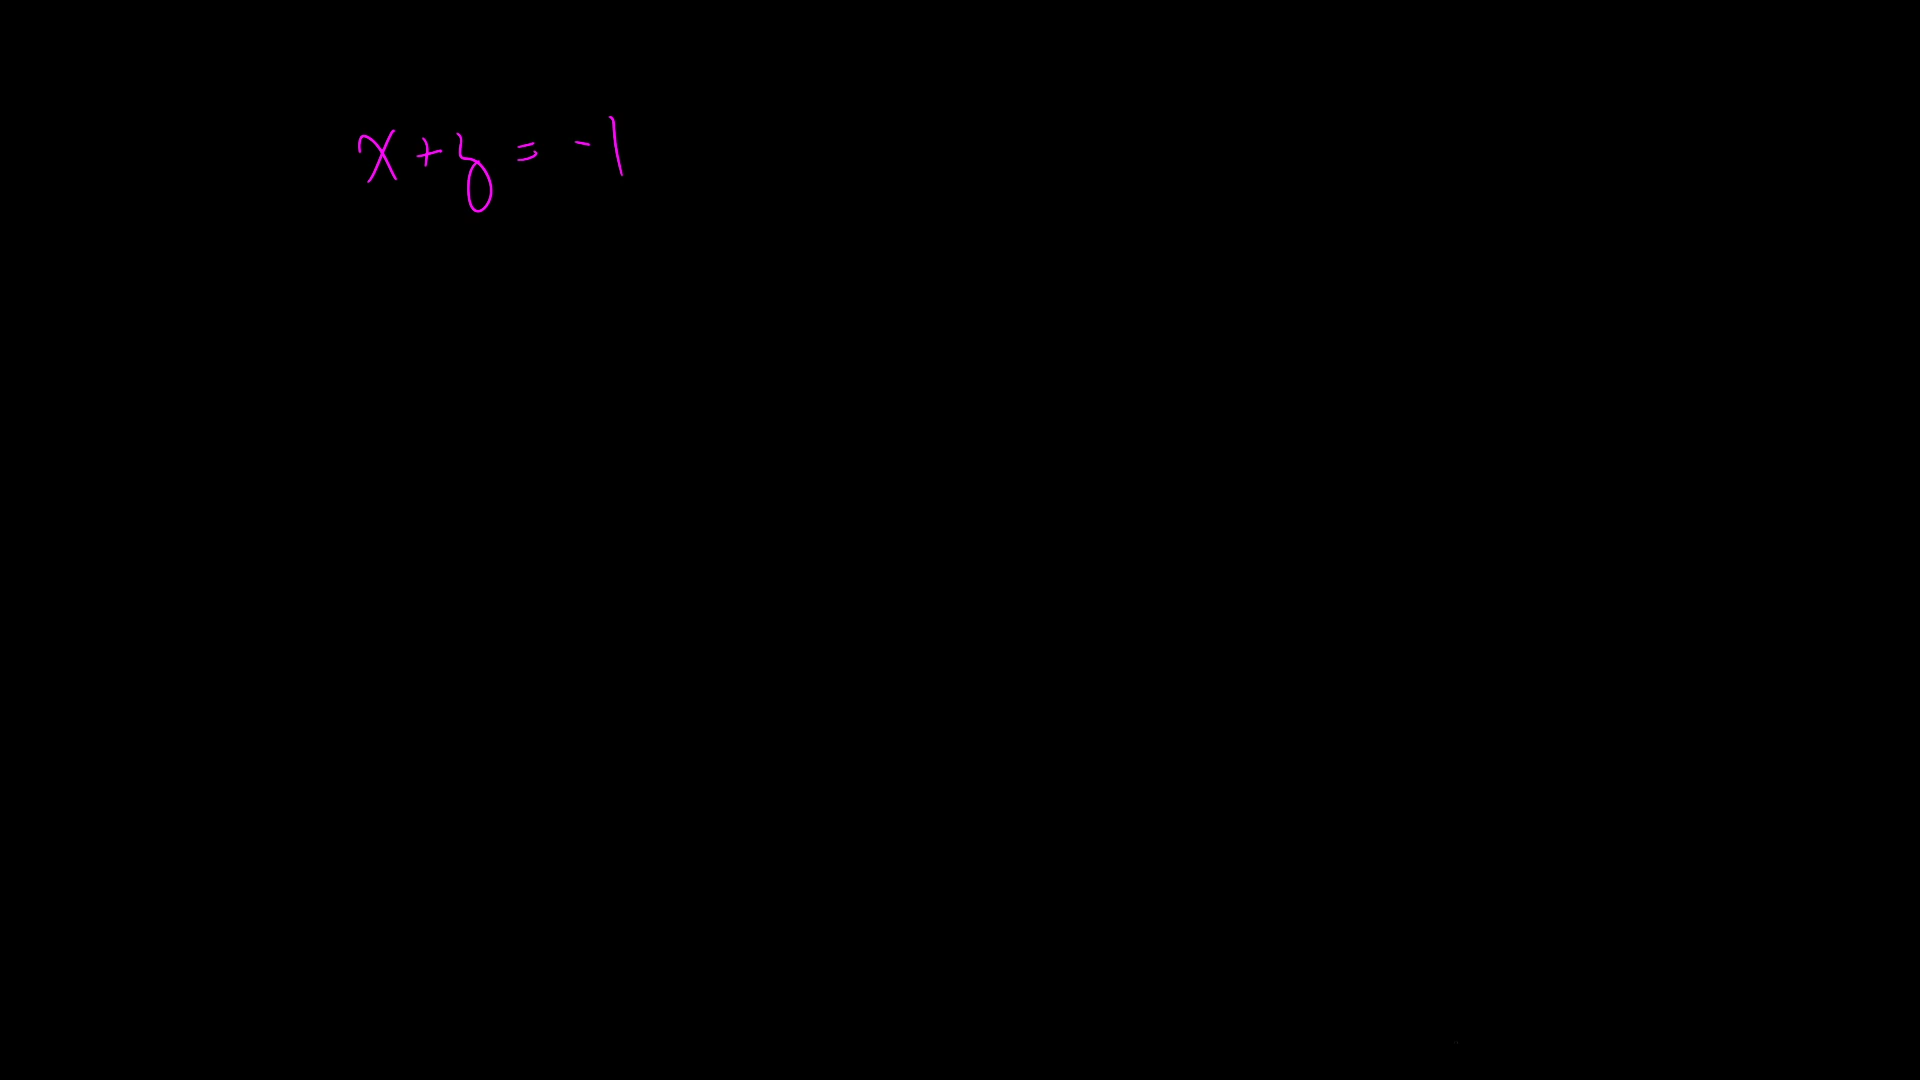 x + y = -1